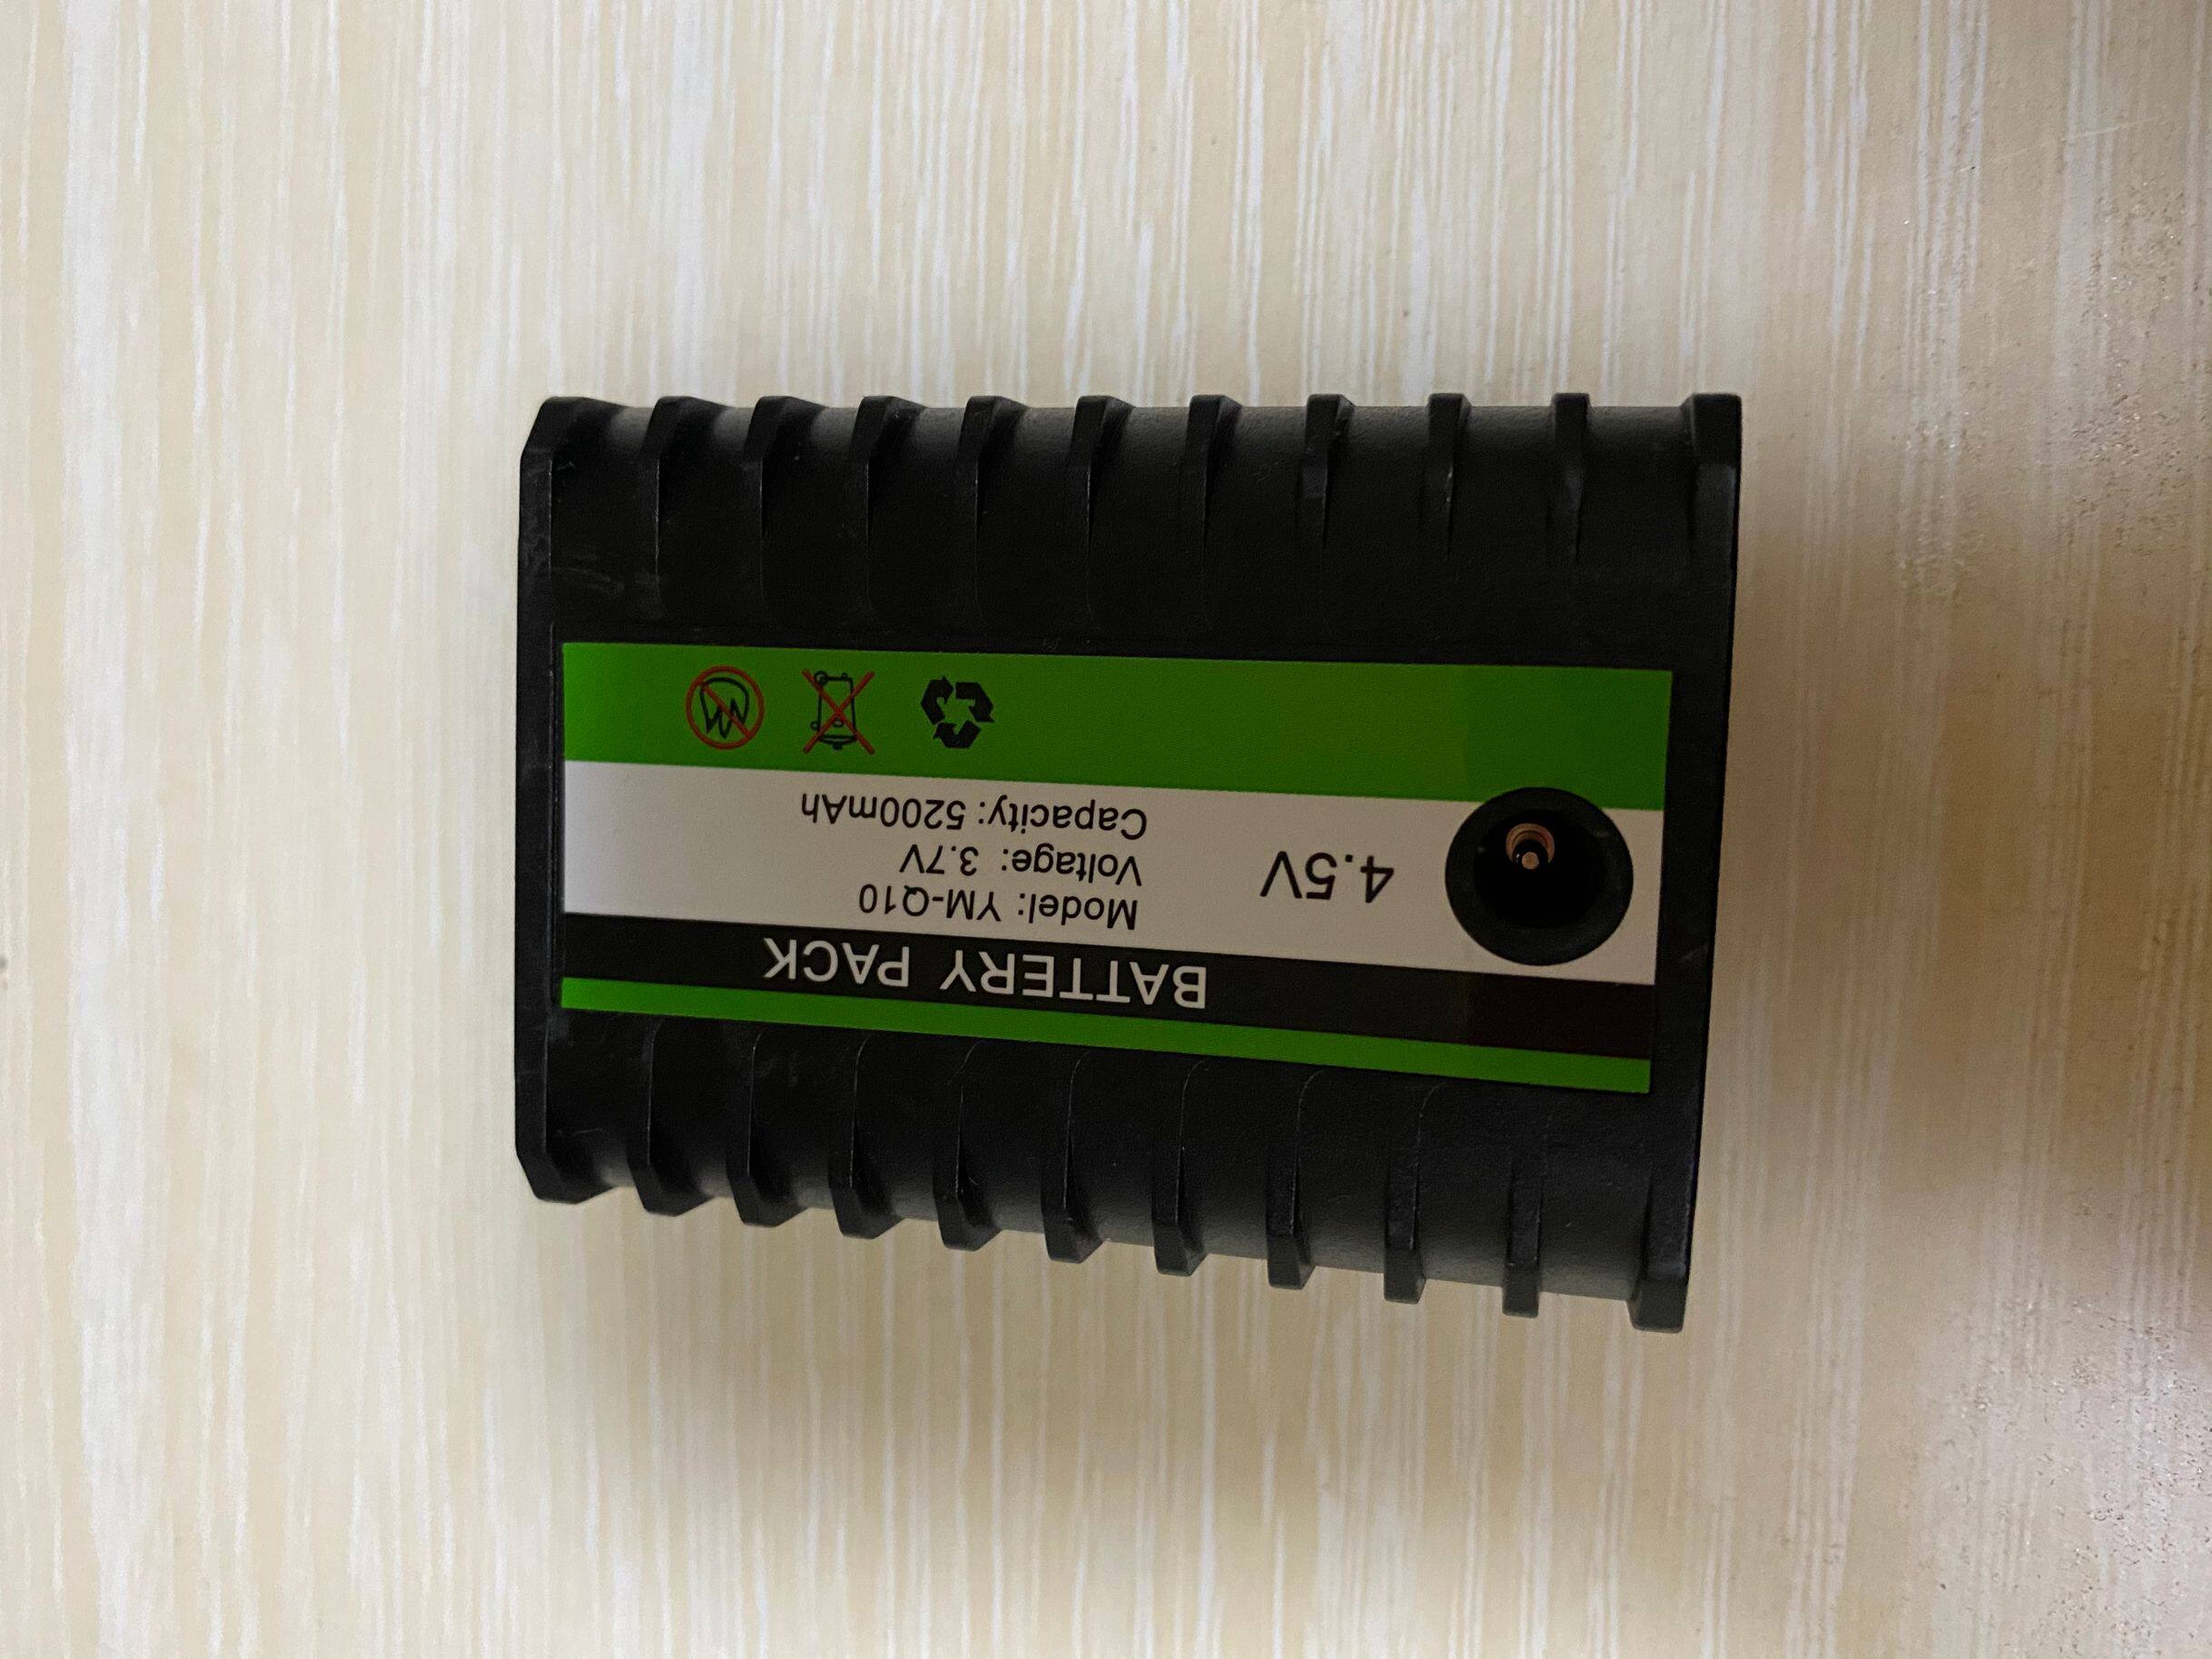 BATTERY PACK
Model: YM-Q10
Voltage: 3.7V
Capacity: 5200mAh
4.5V